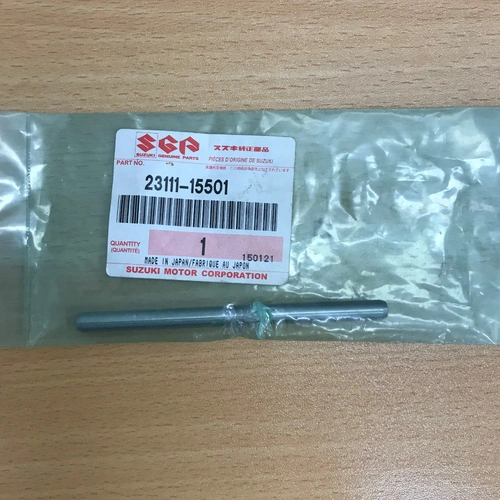 SGP
SUZUKI GENUINE PARTS
スズキ純正部品
PIÈCES D'ORIGINE DE SUZUKI
PART NO.
23111-15501
QUANTITY
(QUANTITÉ)
1
150121
MADE IN JAPAN/FABRIQUE AU JAPON
SUZUKI MOTOR CORPORATION